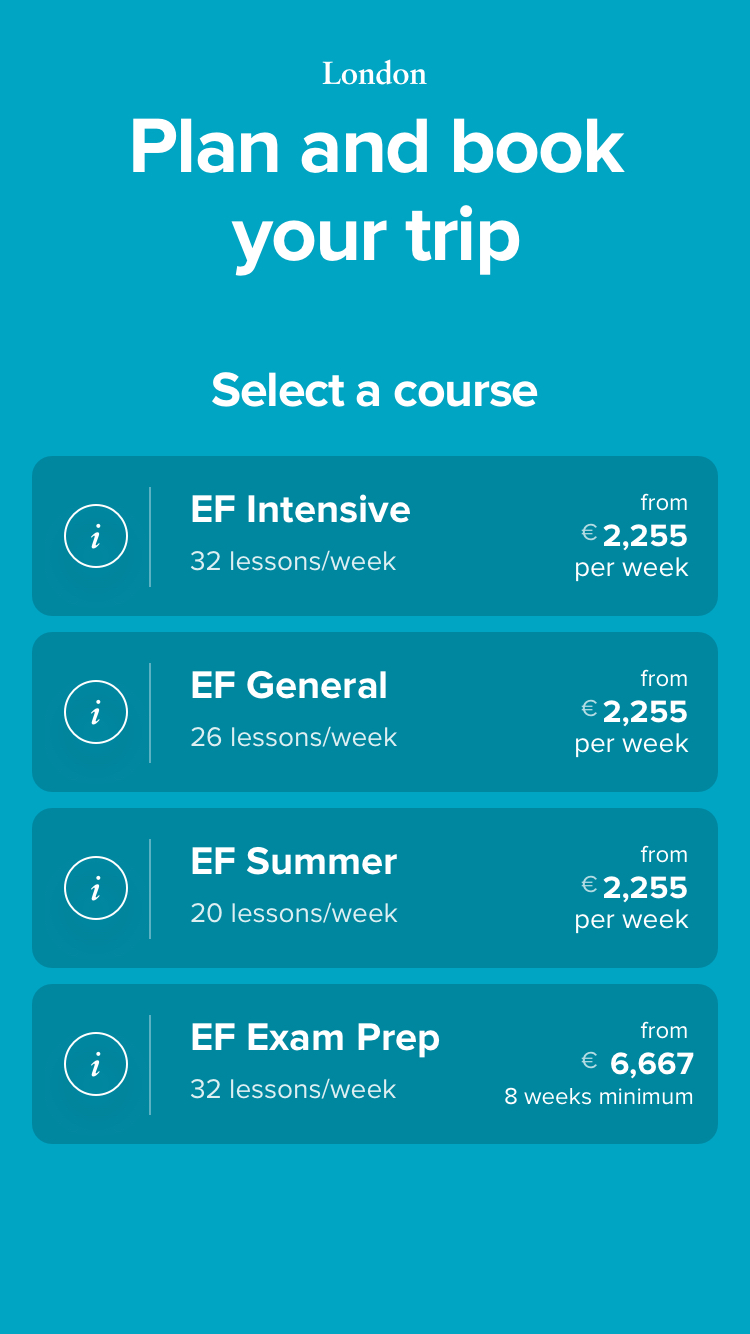 London
Plan and book
your trip
Select a course
i
EF Intensive
32 lessons/week
from
€ 2,255
per week
i
EF General
26 lessons/week
from
€ 2,255
per week
i
EF Summer
20 lessons/week
from
€ 2,255
per week
i
EF Exam Prep
32 lessons/week
from
€ 6,667
8 weeks minimum